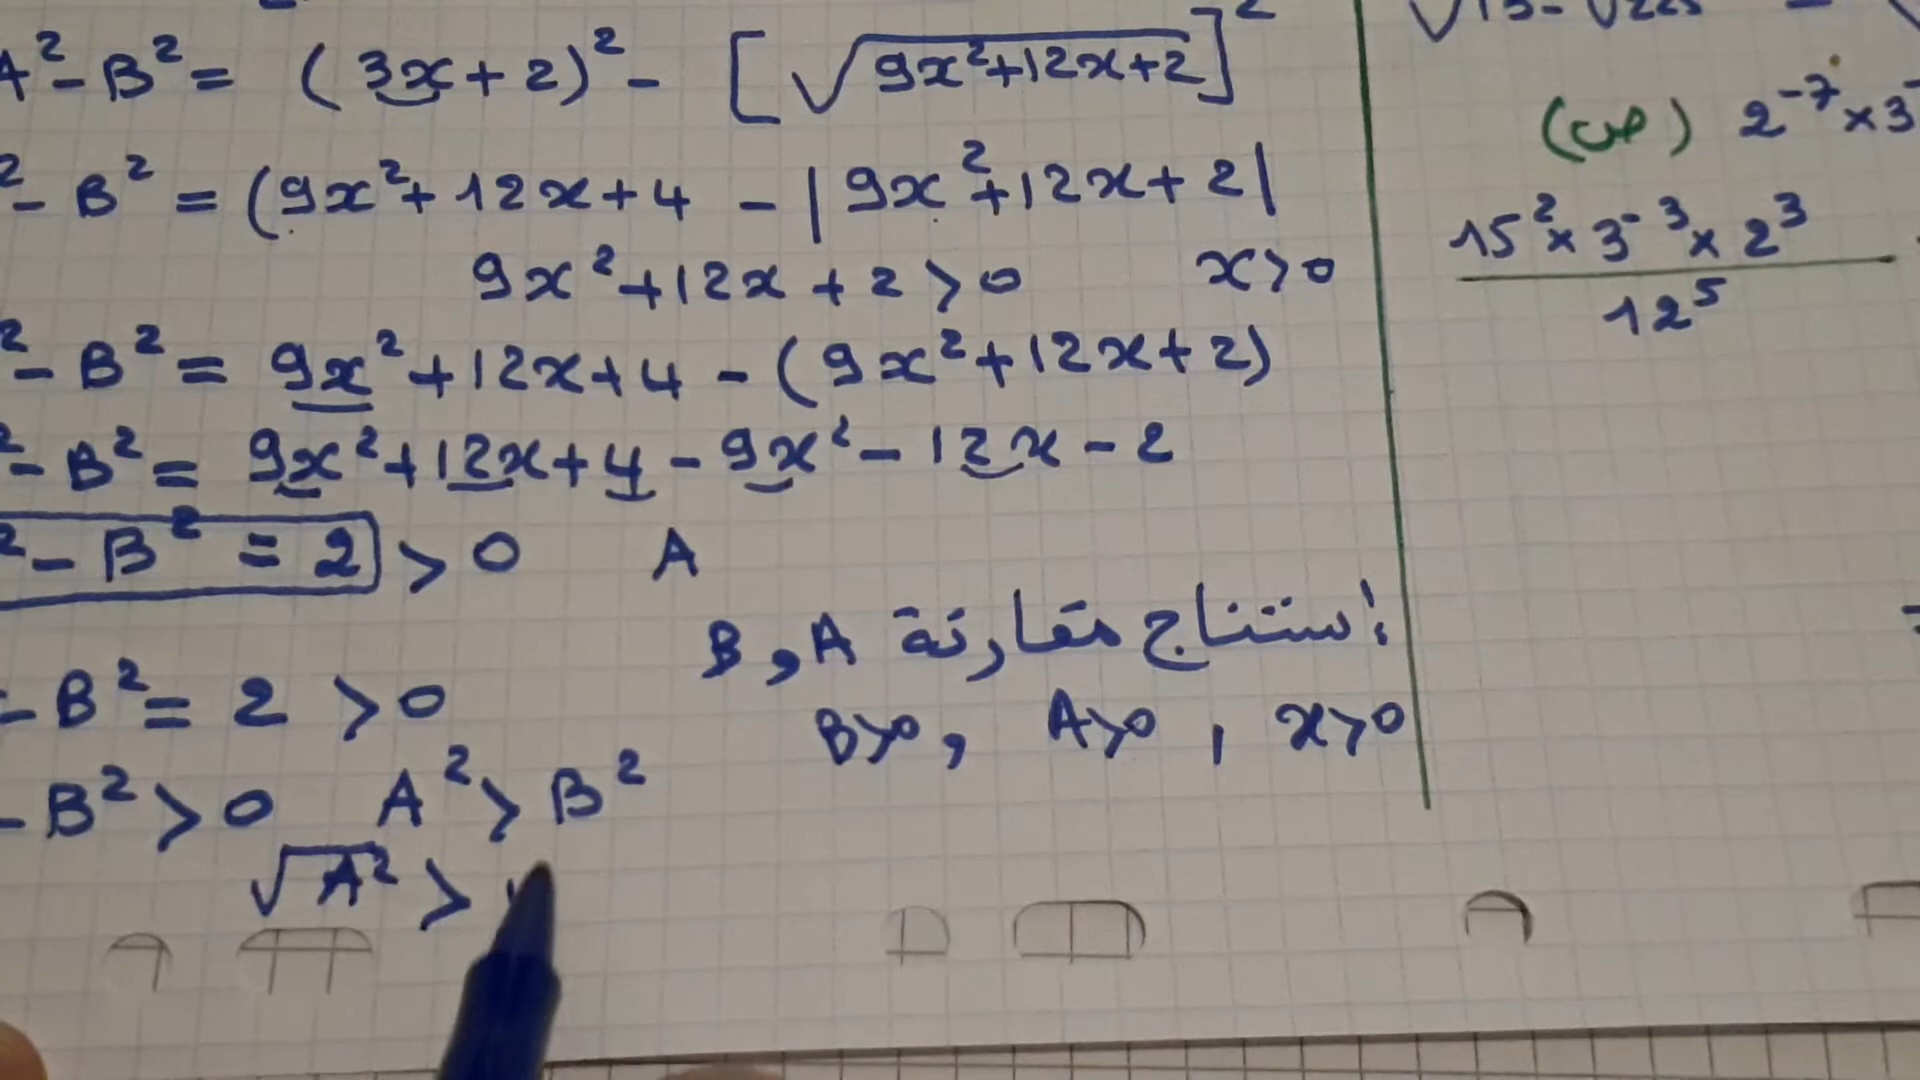 A² - B² = (3x + 2)² - [√9x²+12x+2]²
² - B² = (9x² + 12x + 4 - |9x² + 12x + 2|
9x² + 12x + 2 > 0 x > 0
² - B² = 9x² + 12x + 4 - (9x² + 12x + 2)
² - B² = 9x² + 12x + 4 - 9x² - 12x - 2
² - B² = 2 > 0 A
استنتاج مقارنة A و B
x > 0 , A > 0 و B > 0
- B² = 2 > 0
- B² > 0 A² > B²
√A² >
2⁻⁷ × 3
15² × 3⁻³ × 2³
12⁵